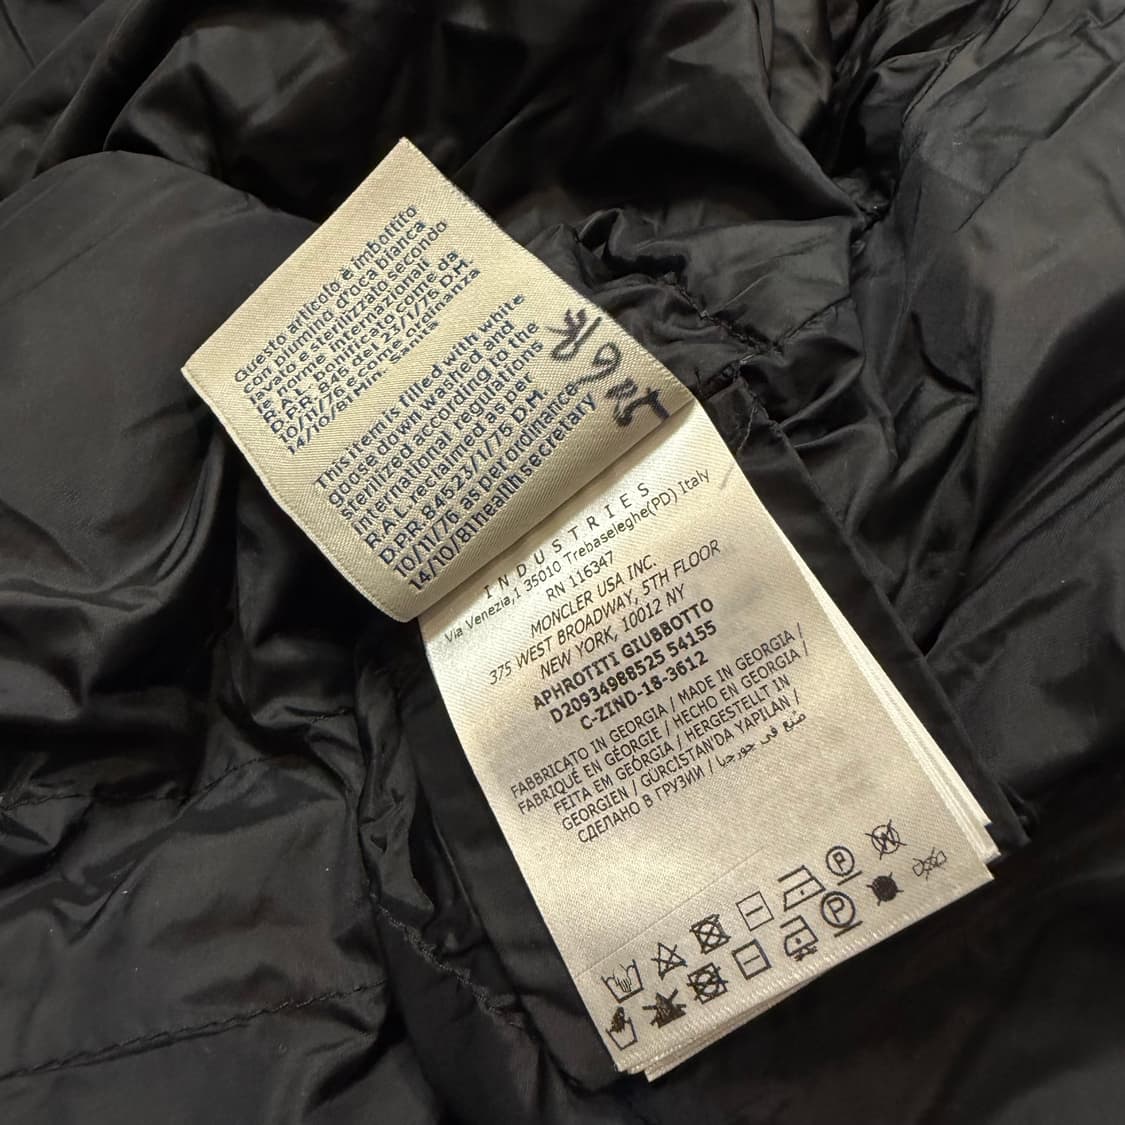 Questo articolo è imbottito
con piumino d'oca bianca
lavato e sterilizzato secondo
le norme internazionali
R.A.L. bonificato come da
D.P.R. 845 del 23/1/75 D.M.
10/11/76 e come da ordinanza
14/10/81 min. Sanità
This item is filled with white
goose down washed and
sterilized according to the
international regulations
R.A.L. reclaimed as per
D.P.R. 845 23/1/75 D.M.
10/11/76 as per ordinance
14/10/81 health secretary
INDUSTRIES
Via Venezia,1 35010 Trebaseleghe(PD) Italy
RN 116347
MONCLER USA INC.
375 WEST BROADWAY, 5TH FLOOR
NEW YORK, 10012 NY
APHROTITI GIUBBOTTO
D20934988525 54155
C-ZIND-18-3612
FABBRICATO IN GEORGIA / MADE IN GEORGIA /
FABRIQUÉ EN GÉORGIE / HECHO EN GEORGIA /
FEITA EM GEÓRGIA / HERGESTELLT IN
GEORGIEN / GÜRCİSTAN'DA YAPILAN /
СДЕЛАНО В ГРУЗИИ / صنع في جورجيا